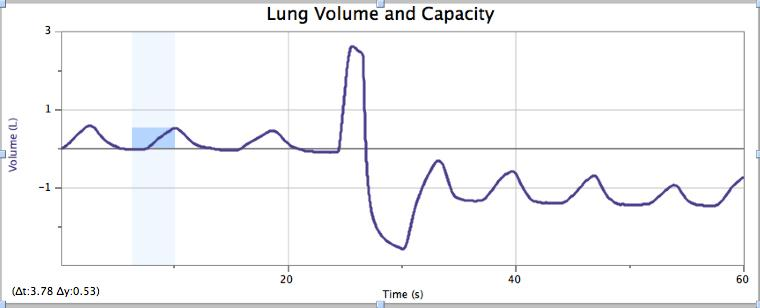 Lung Volume and Capacity
3
1
-1
Volume (L)
20
40
60
Time (s)
(Δt:3.78 Δy:0.53)